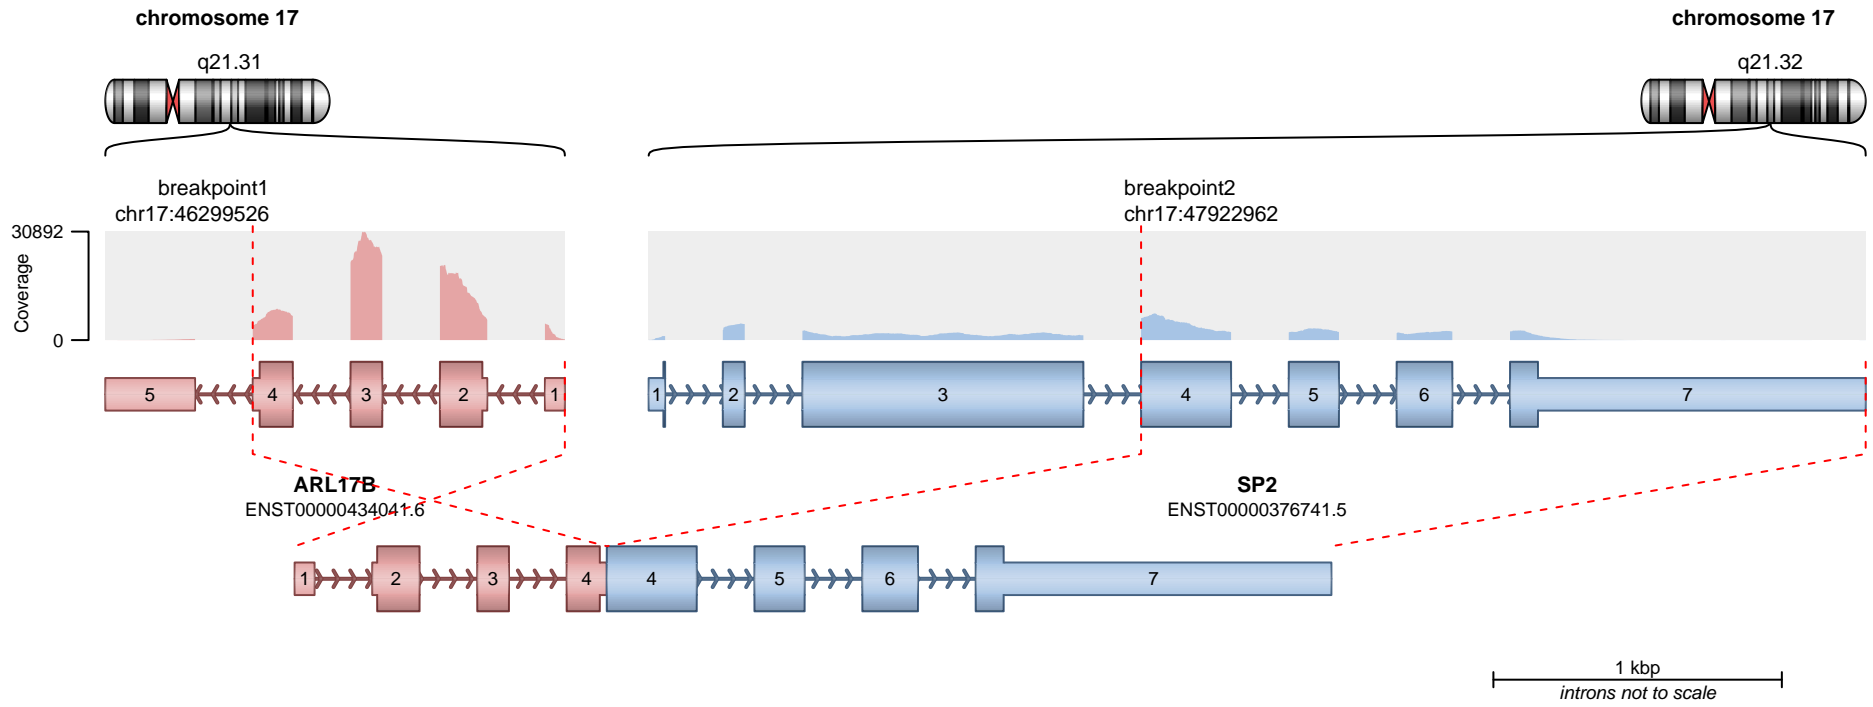 chromosome 17
chromosome 17
q21.31
q21.32
breakpoint1
chr17:46299526
breakpoint2
chr17:47922962
30892
Coverage
0
5 4 3 2 1
1 2 3 4 5 6 7
ARL17B
ENST00000434041.6
SP2
ENST00000376741.5
1 2 3 4 4 5 6 7
1 kbp
introns not to scale